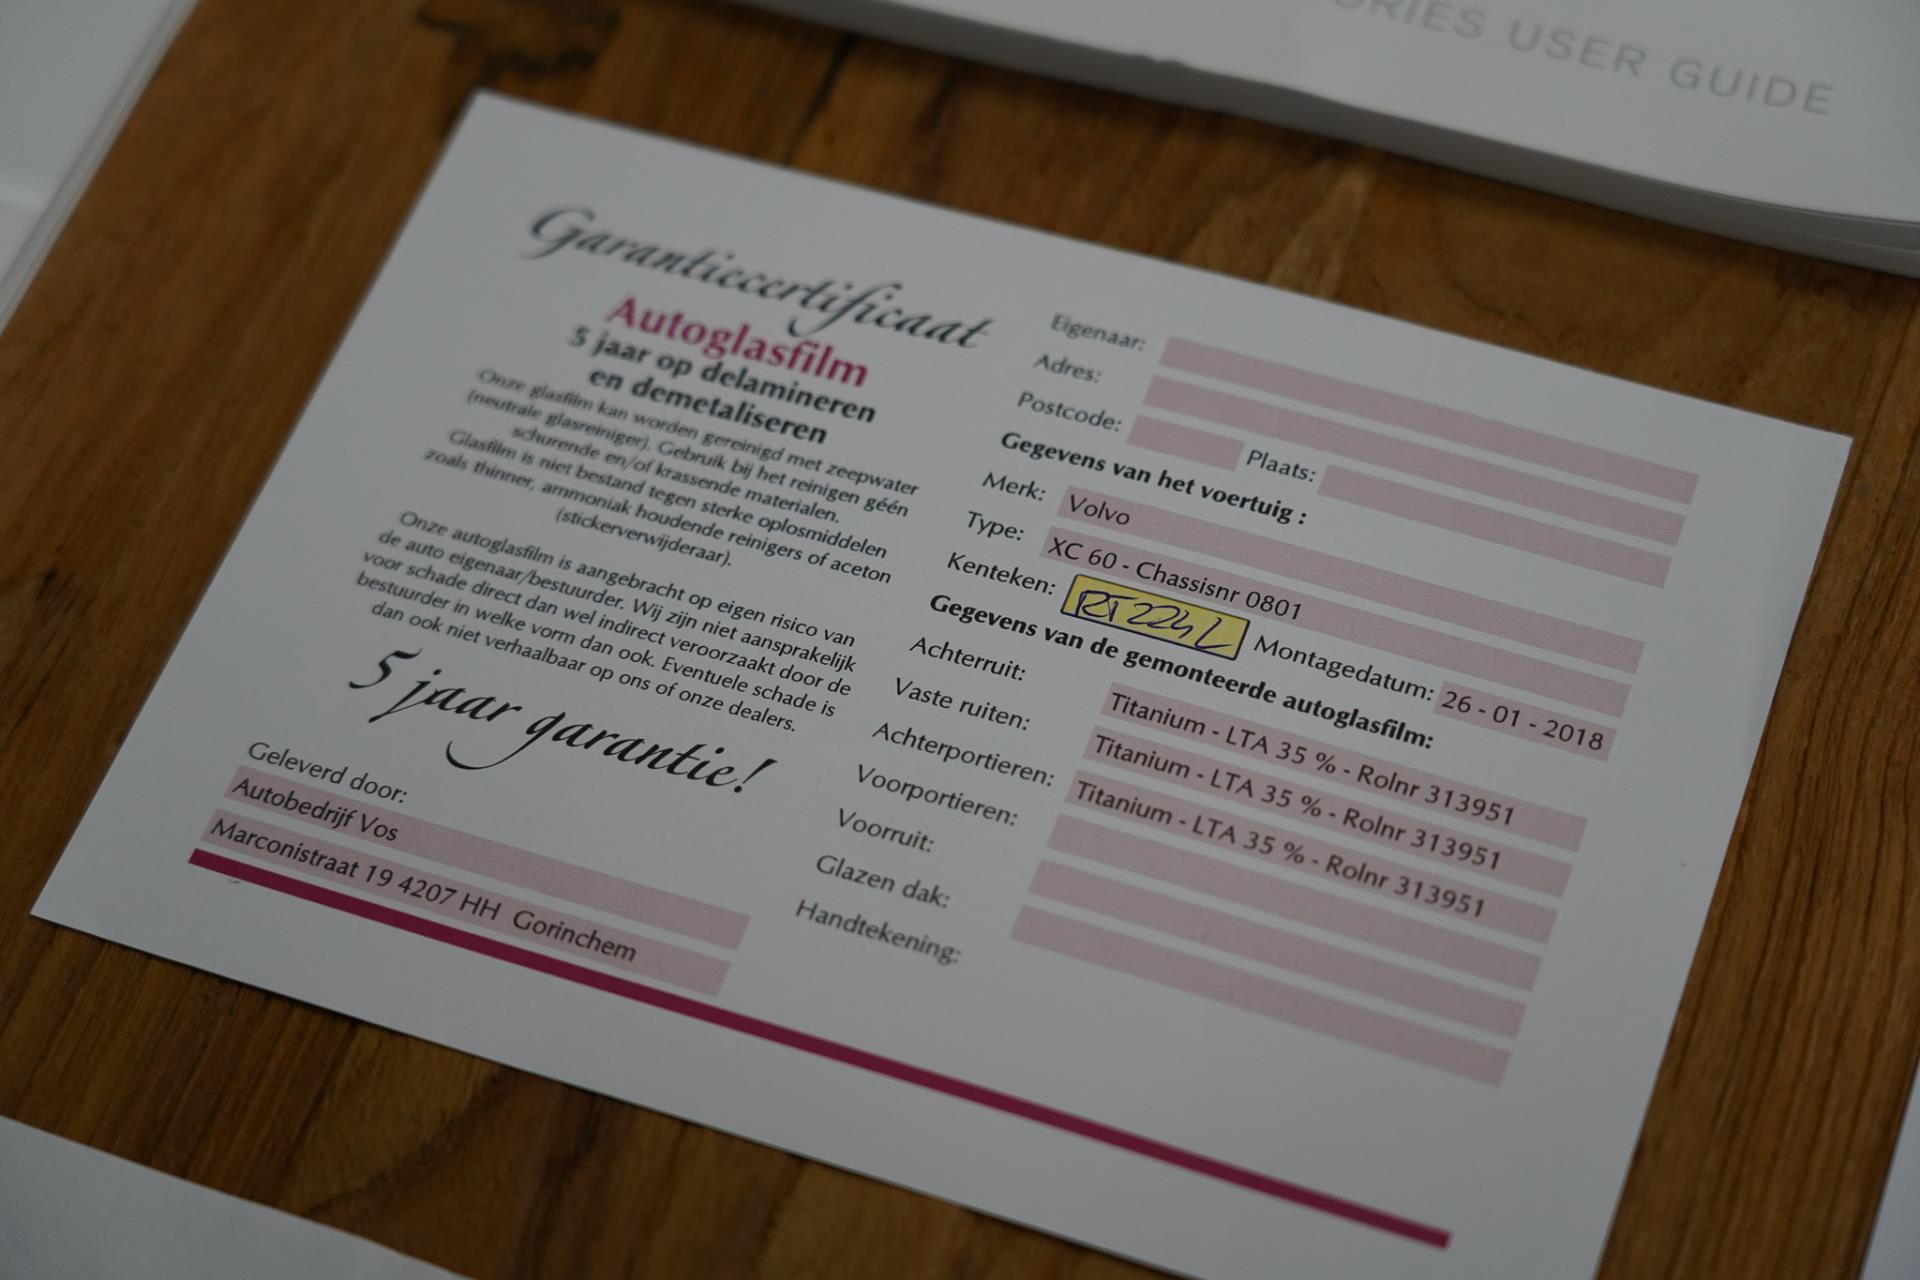 ORIES USER GUIDE
Garantiecertificaat
Autoglasfilm
5 jaar op delamineren
en demetaliseren
Onze glasfilm kan worden gereinigd met zeepwater
(neutrale glasreiniger). Gebruik bij het reinigen géén
schurende en/of krassende materialen.
Glasfilm is niet bestand tegen sterke oplosmiddelen
zoals thinner, ammoniak houdende reinigers of aceton
(stickerverwijderaar).
Onze autoglasfilm is aangebracht op eigen risico van
de auto eigenaar/bestuurder. Wij zijn niet aansprakelijk
voor schade direct dan wel indirect veroorzaakt door de
bestuurder in welke vorm dan ook. Eventuele schade is
dan ook niet verhaalbaar op ons of onze dealers.
5 jaar garantie!
Geleverd door:
Autobedrijf Vos
Marconistraat 19 4207 HH Gorinchem
Eigenaar:
Adres:
Postcode: Plaats:
Gegevens van het voertuig :
Merk: Volvo
Type: XC 60 - Chassisnr 0801
Kenteken: RT224L Montagedatum: 26 - 01 - 2018
Gegevens van de gemonteerde autoglasfilm:
Achterruit: Titanium - LTA 35 % - Rolnr 313951
Vaste ruiten: Titanium - LTA 35 % - Rolnr 313951
Achterportieren: Titanium - LTA 35 % - Rolnr 313951
Voorportieren:
Voorruit:
Glazen dak:
Handtekening: